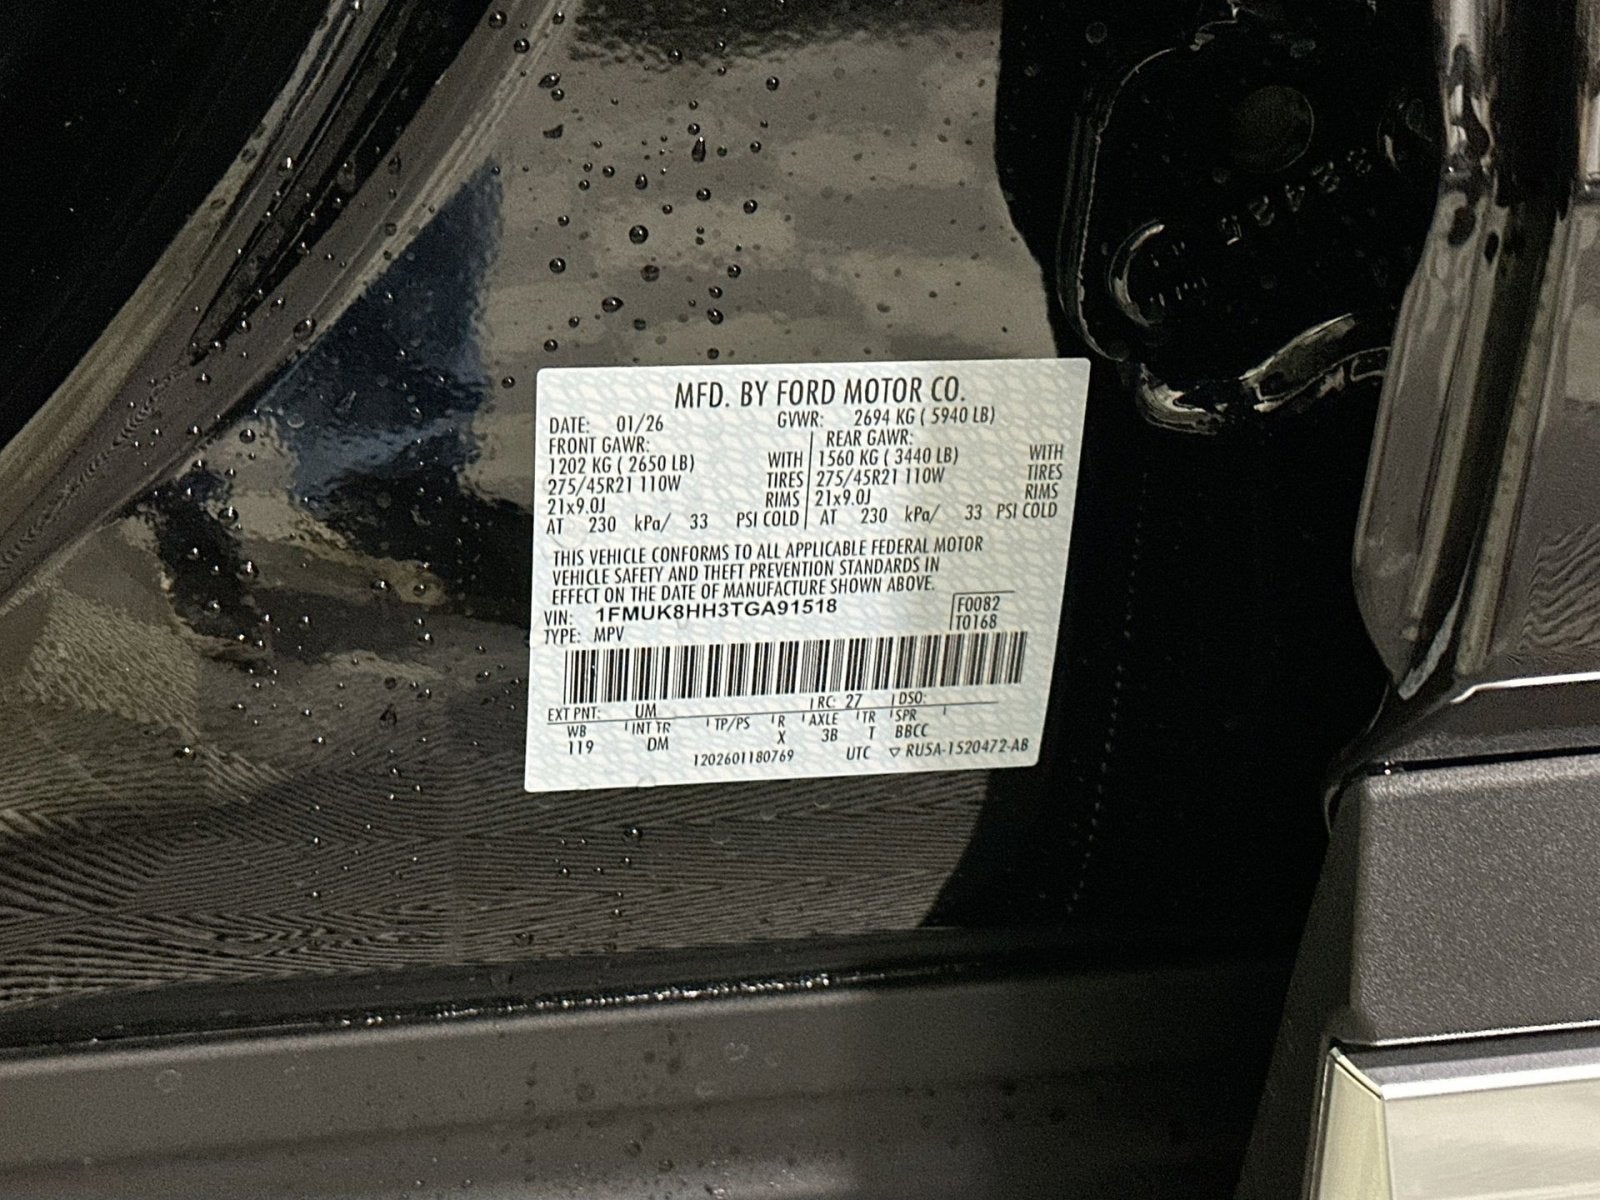 MFD. BY FORD MOTOR CO.
DATE: 01/26 GVWR: 2694 KG ( 5940 LB)
FRONT GAWR: REAR GAWR:
1202 KG ( 2650 LB) WITH 1560 KG ( 3440 LB) WITH
275/45R21 110W TIRES 275/45R21 110W TIRES
21x9.0J RIMS 21x9.0J RIMS
AT 230 kPa/ 33 PSI COLD AT 230 kPa/ 33 PSI COLD
THIS VEHICLE CONFORMS TO ALL APPLICABLE FEDERAL MOTOR
VEHICLE SAFETY AND THEFT PREVENTION STANDARDS IN
EFFECT ON THE DATE OF MANUFACTURE SHOWN ABOVE.
VIN: 1FMUK8HH3TGA91518 F0082
TYPE: MPV T0168
EXT PNT: UM RC: 27 DSO:
WB INT TR TP/PS R AXLE TR SPR
119 DM X 3B T BBCC
1202601180769 UTC ▽ RU5A-1520472-AB